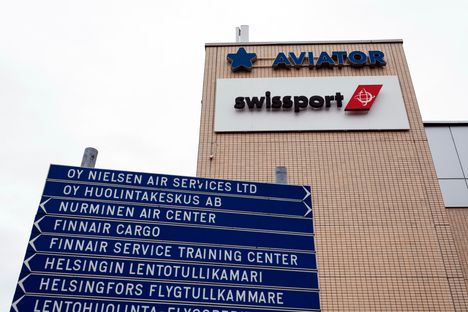 AVIATOR
swissport
OY NIELSEN AIR SERVICES LTD
OY HUOLINTAKESKUS AB
NURMINEN AIR CENTER
FINNAIR CARGO
FINNAIR SERVICE TRAINING CENTER
HELSINGIN LENTOTULLIKAMARI
HELSINGFORS FLYGTULLKAMMARE
LENTOHUOLINTA